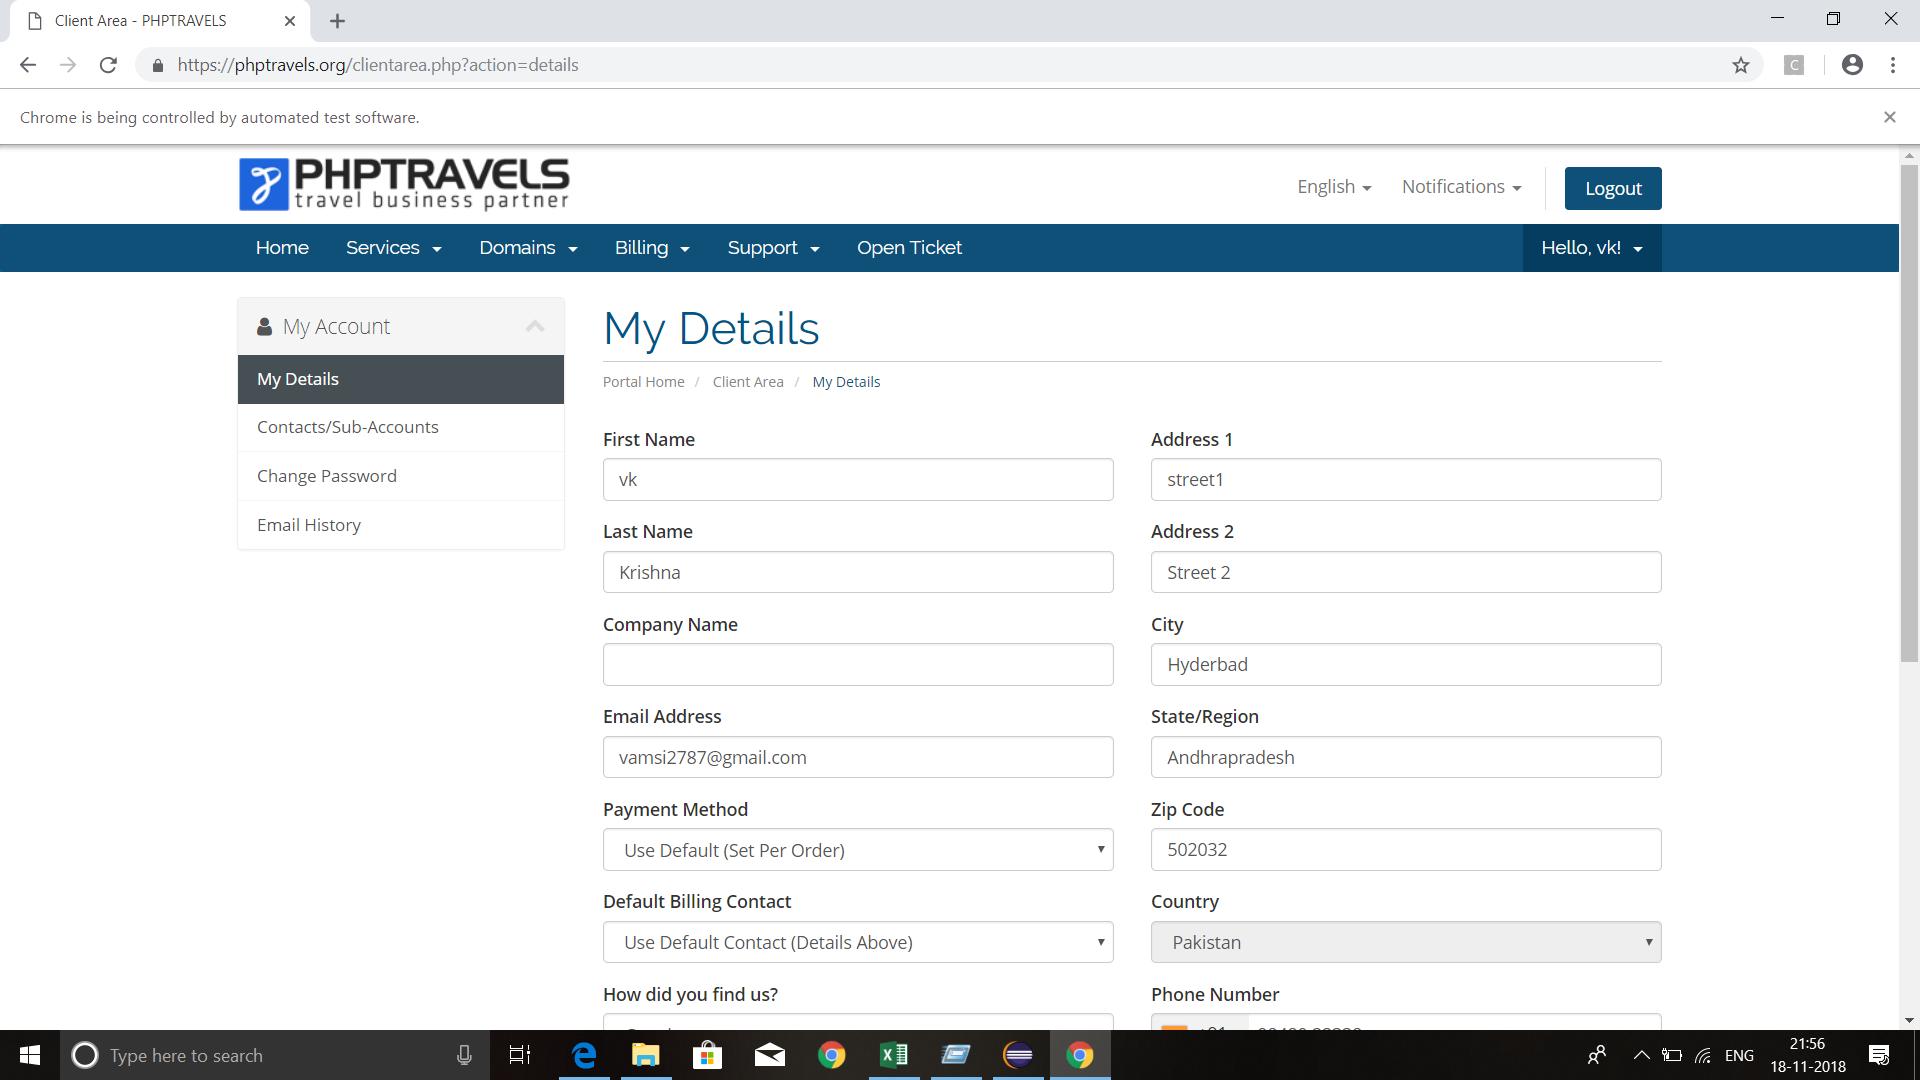 Client Area - PHPTRAVELS
https://phptravels.org/clientarea.php?action=details
C
Chrome is being controlled by automated test software.
PHPTRAVELS
travel business partner
English
Notifications
Logout
Home
Services
Domains
Billing
Support
Open Ticket
Hello, vk!
My Account
My Details
Contacts/Sub-Accounts
Change Password
Email History
My Details
Portal Home / Client Area / My Details
First Name
vk
Last Name
Krishna
Company Name
Email Address
vamsi2787@gmail.com
Payment Method
Use Default (Set Per Order)
Default Billing Contact
Use Default Contact (Details Above)
How did you find us?
Address 1
street1
Address 2
Street 2
City
Hyderbad
State/Region
Andhrapradesh
Zip Code
502032
Country
Pakistan
Phone Number
Type here to search
ENG
21:56
18-11-2018